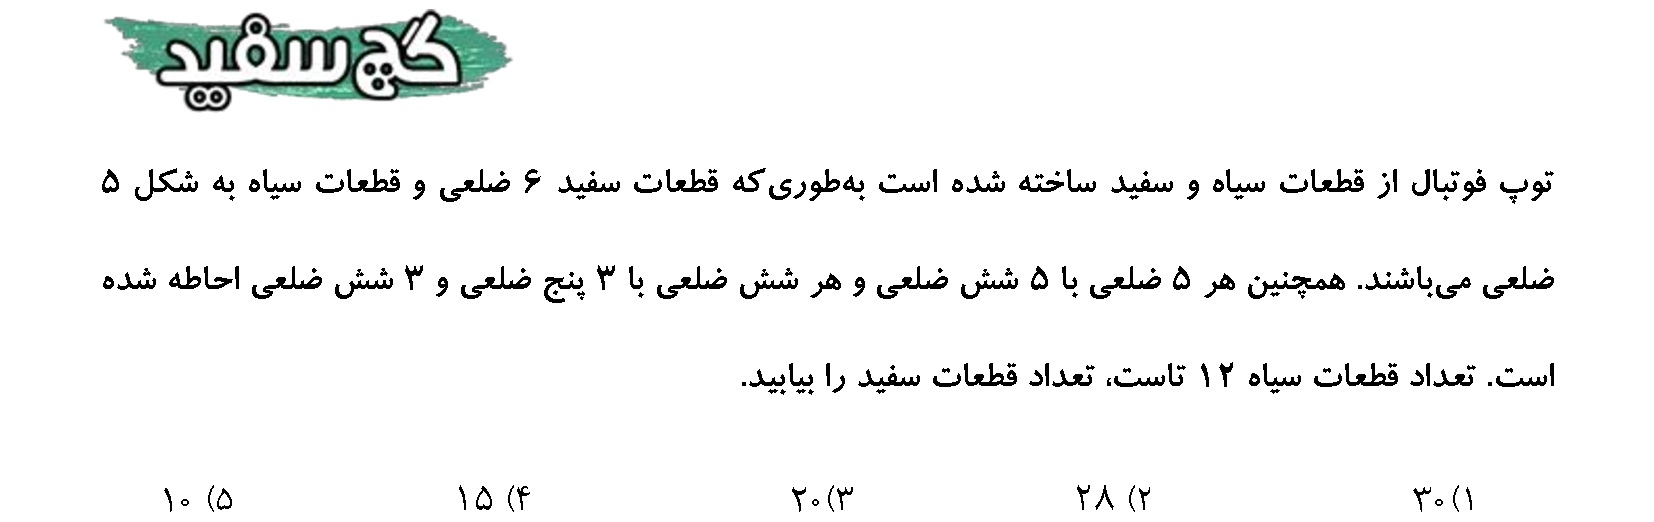 گچ سفید
توپ فوتبال از قطعات سیاه و سفید ساخته شده است به‌طوری‌که قطعات سفید ۶ ضلعی و قطعات سیاه به شکل ۵
ضلعی می‌باشند. همچنین هر ۵ ضلعی با ۵ شش ضلعی و هر شش ضلعی با ۳ پنج ضلعی و ۳ شش ضلعی احاطه شده
است. تعداد قطعات سیاه ۱۲ تاست، تعداد قطعات سفید را بیابید.
۱) ۳۰ ۲) ۲۸ ۳) ۲۰ ۴) ۱۵ ۵) ۱۰